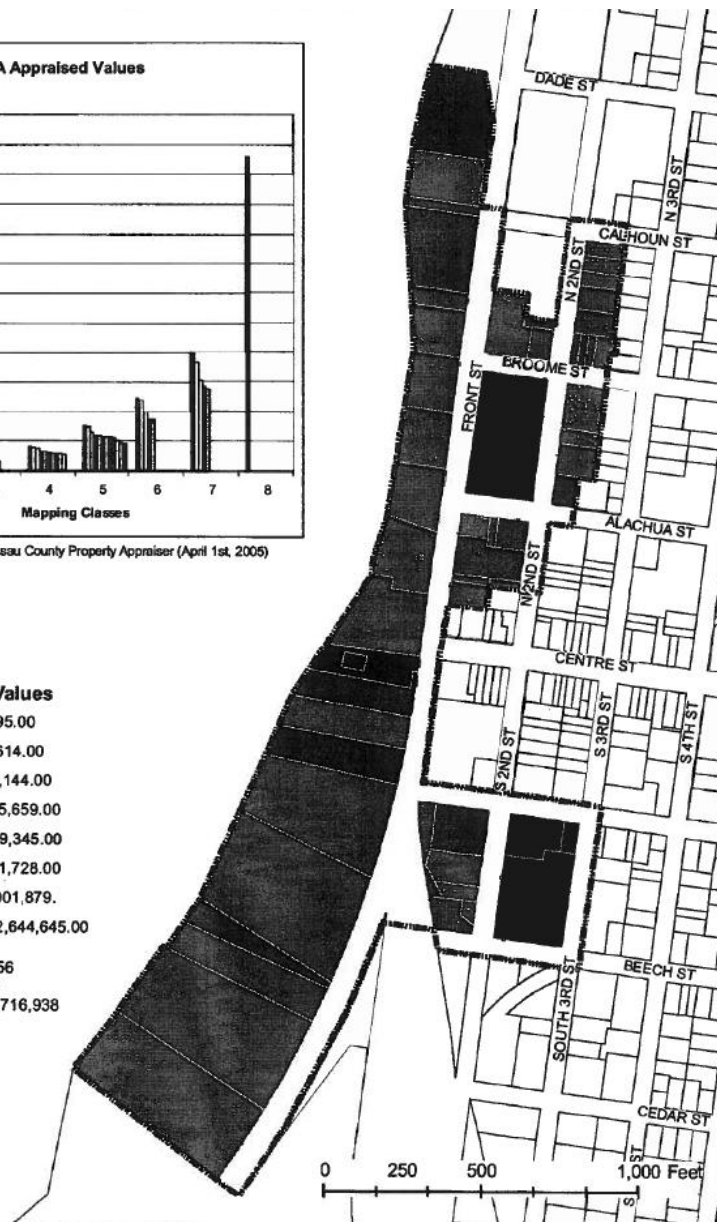 A Appraised Values
4 5 6 7 8
Mapping Classes
sau County Property Appraiser (April 1st, 2005)
Values
95.00
614.00
,144.00
5,659.00
9,345.00
1,728.00
001,879.
2,644,645.00
56
716,938
DADE ST
N 3RD ST
CALHOUN ST
N 2ND ST
BROOME ST
FRONT ST
ALACHUA ST
N 2ND ST
CENTRE ST
S 3RD ST
S 4TH ST
S 2ND ST
BEECH ST
SOUTH 3RD ST
CEDAR ST
0 250 500 1,000 Feet
S
ST